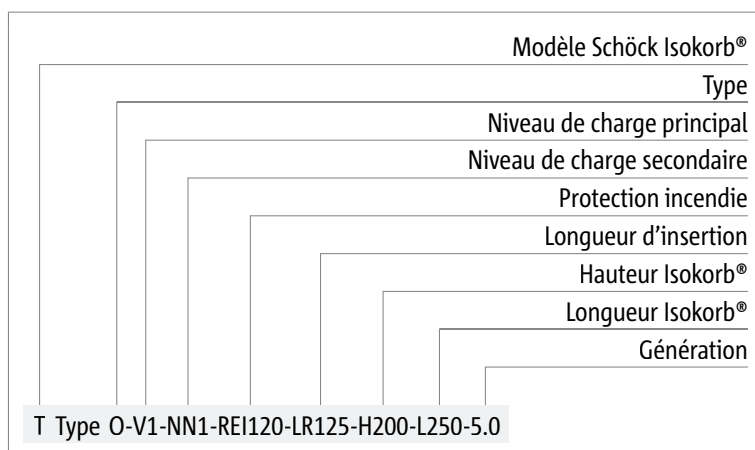 Modèle Schöck Isokorb®
Type
Niveau de charge principal
Niveau de charge secondaire
Protection incendie
Longueur d’insertion
Hauteur Isokorb®
Longueur Isokorb®
Génération
T Type O-V1-NN1-REI120-LR125-H200-L250-5.0